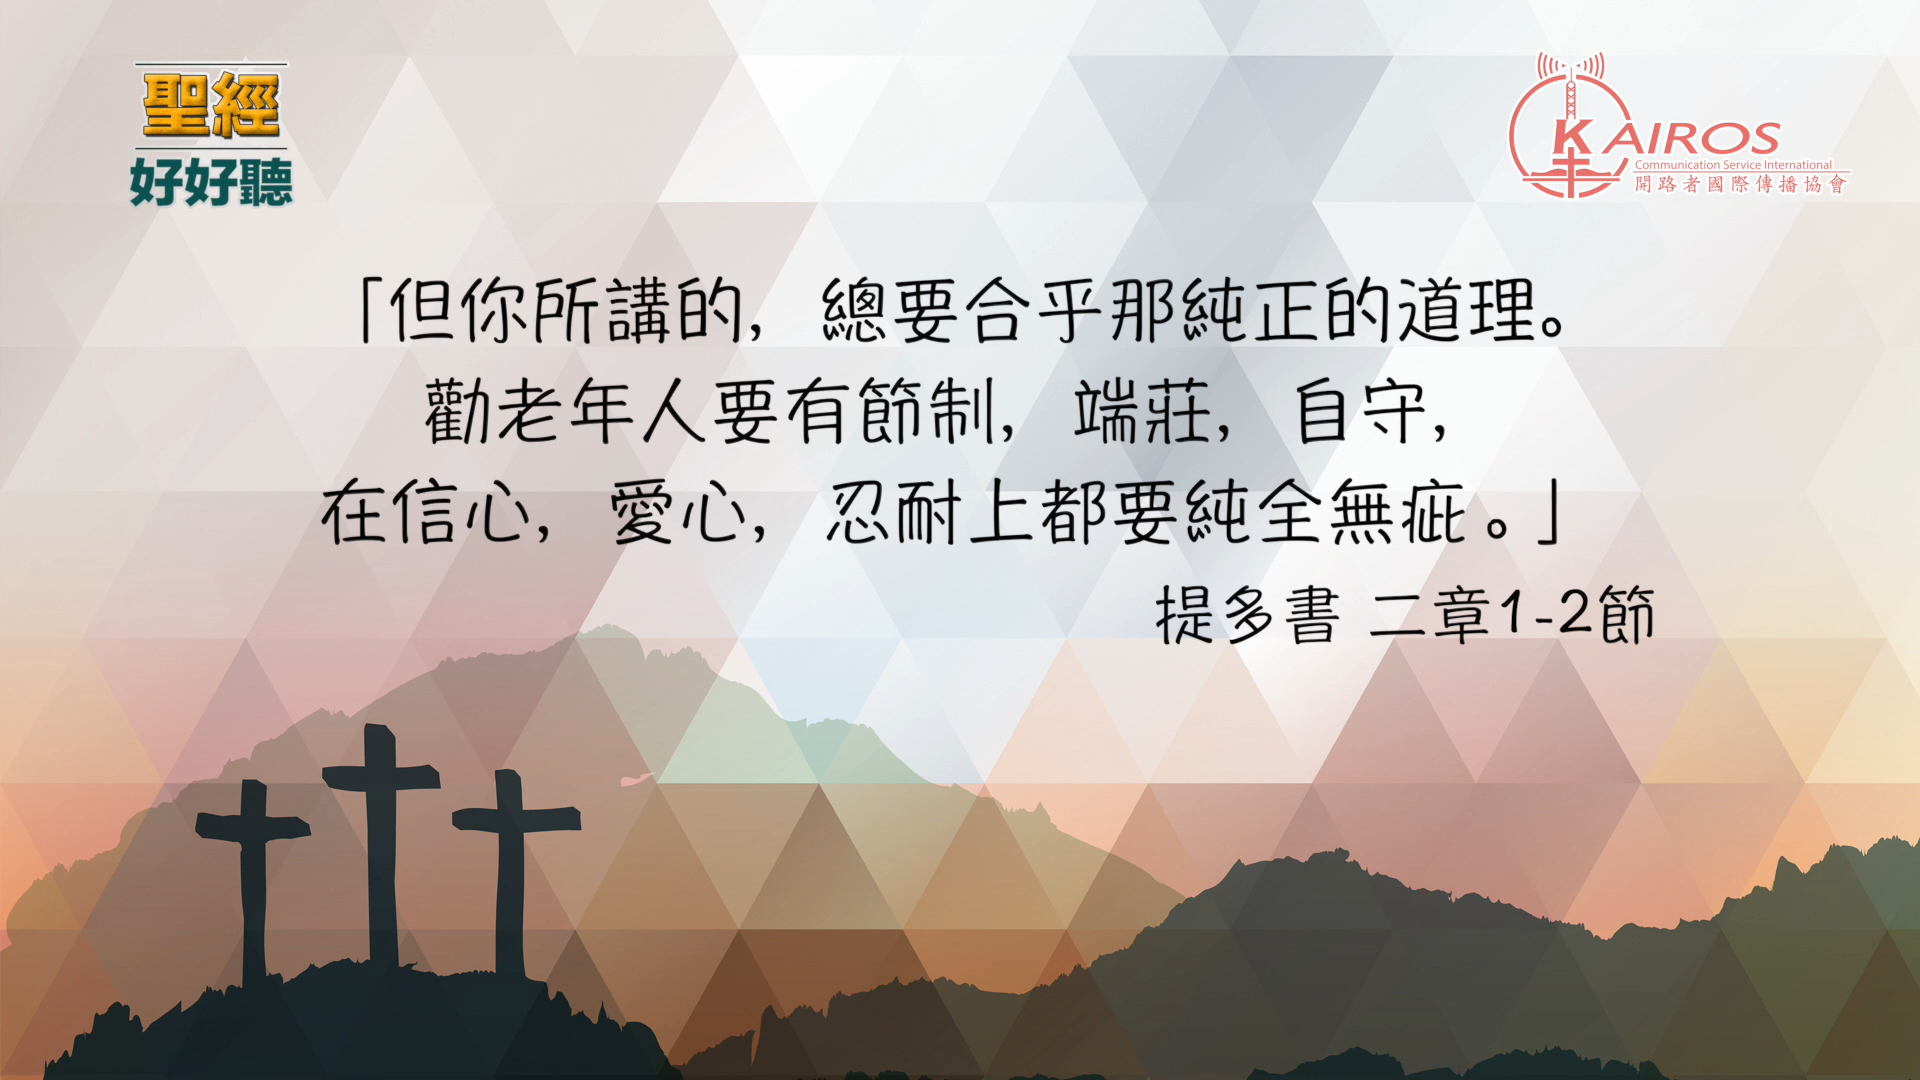 聖經
好好聽
KAIROS
Communication Service International
開路者國際傳播協會
「但你所講的，總要合乎那純正的道理。
勸老年人要有節制，端莊，自守，
在信心，愛心，忍耐上都要純全無疵。」
提多書 二章1-2節